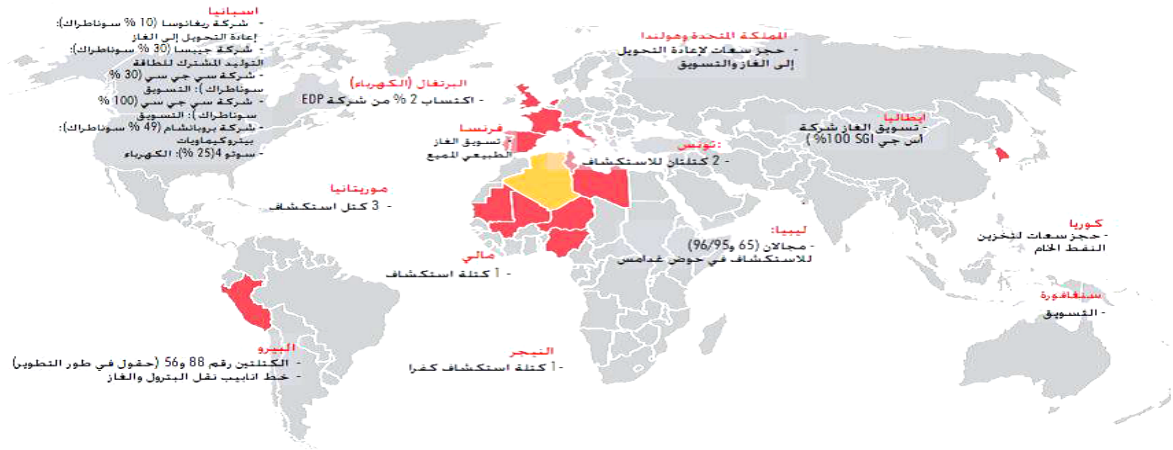 اسبانيا
- شركة ريغانوسا (10 % سوناطراك):
إعادة التحويل إلى الغاز
- شركة جييسا (30 % سوناطراك):
التوليد المشترك للطاقة
- شركة سي جي سي (30 %
سوناطراك): التسويق
- شركة سي جي سي (100 %
سوناطراك): التسويق
- شركة بروبانشام (49 % سوناطراك):
بيتروكيماويات
- سوتو 4(25 %): الكهرباء
المملكة المتحدة وهولندا
- حجز سعات لإعادة التحويل
إلى الغاز والتسويق
البرتغال (الكهرباء)
- اكتساب 2 % من شركة EDP
فرنسا
- تسويق الغاز
الطبيعي المميع
ايطاليا
- تسويق الغاز شركة
أس جي SGI 100% )
تونس:
- 2 كتلتان للاستكشاف
موريتانيا
- 3 كتل استكشاف
مالي
- 1 كتلة استكشاف
ليبيا:
- مجالان (65 و95/96)
للاستكشاف في حوض غدامس
كوريا
- حجز سعات لتخزين
النفط الخام
سنغافورة
- التسويق
النيجر
- 1 كتلة استكشاف كفرا
البيرو
- الكتلتين رقم 88 و56 (حقول في طور التطوير)
- خط انابيب نقل البترول والغاز